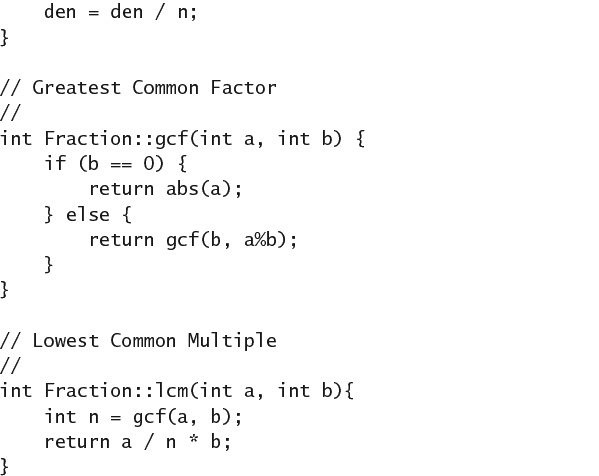 den = den / n;
}

// Greatest Common Factor
//
int Fraction::gcf(int a, int b) {
    if (b == 0) {
        return abs(a);
    } else {
        return gcf(b, a%b);
    }
}

// Lowest Common Multiple
//
int Fraction::lcm(int a, int b){
    int n = gcf(a, b);
    return a / n * b;
}